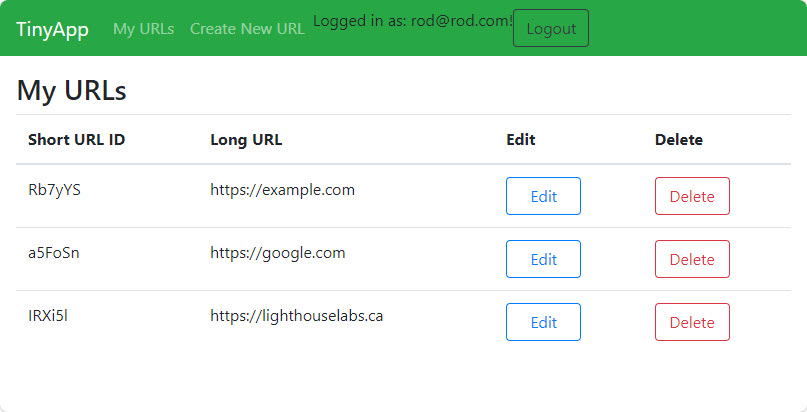 TinyApp My URLs Create New URL Logged in as: rod@rod.com! Logout
My URLs
Short URL ID Long URL Edit Delete
Rb7yYS https://example.com Edit Delete
a5FoSn https://google.com Edit Delete
IRXi5l https://lighthouselabs.ca Edit Delete